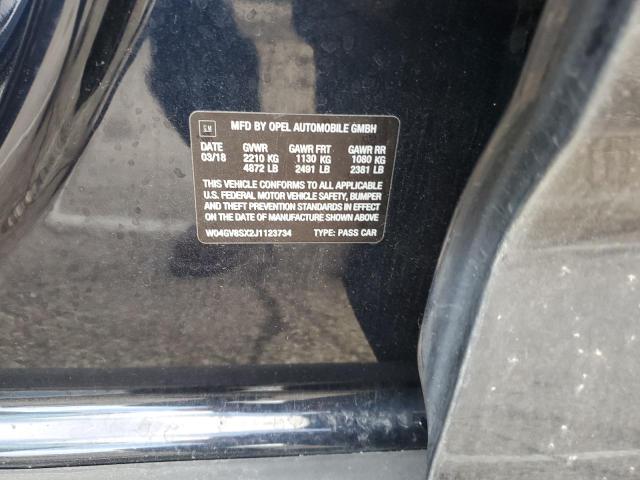 GM MFD BY OPEL AUTOMOBILE GMBH
DATE GVWR GAWR FRT GAWR RR
03/18 2210 KG 1130 KG 1080 KG
4872 LB 2491 LB 2381 LB
THIS VEHICLE CONFORMS TO ALL APPLICABLE
U.S. FEDERAL MOTOR VEHICLE SAFETY, BUMPER
AND THEFT PREVENTION STANDARDS IN EFFECT
ON THE DATE OF MANUFACTURE SHOWN ABOVE
W04GV8SX2J1123734 TYPE: PASS CAR